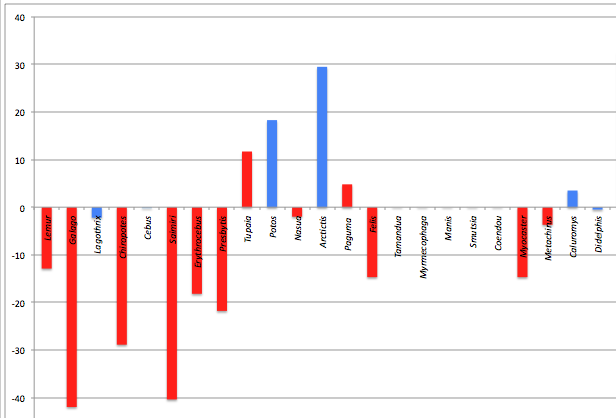 40
30
20
10
0
-10
-20
-30
-40
Lemur
Galago
Lagothrix
Chiropotes
Cebus
Saimiri
Erythrocebus
Presbytis
Tupaia
Potos
Nasua
Arctictis
Paguma
Felis
Tamandua
Myrmecophaga
Manis
Smutsia
Coendou
Myocaster
Metachirus
Caluromys
Didelphis